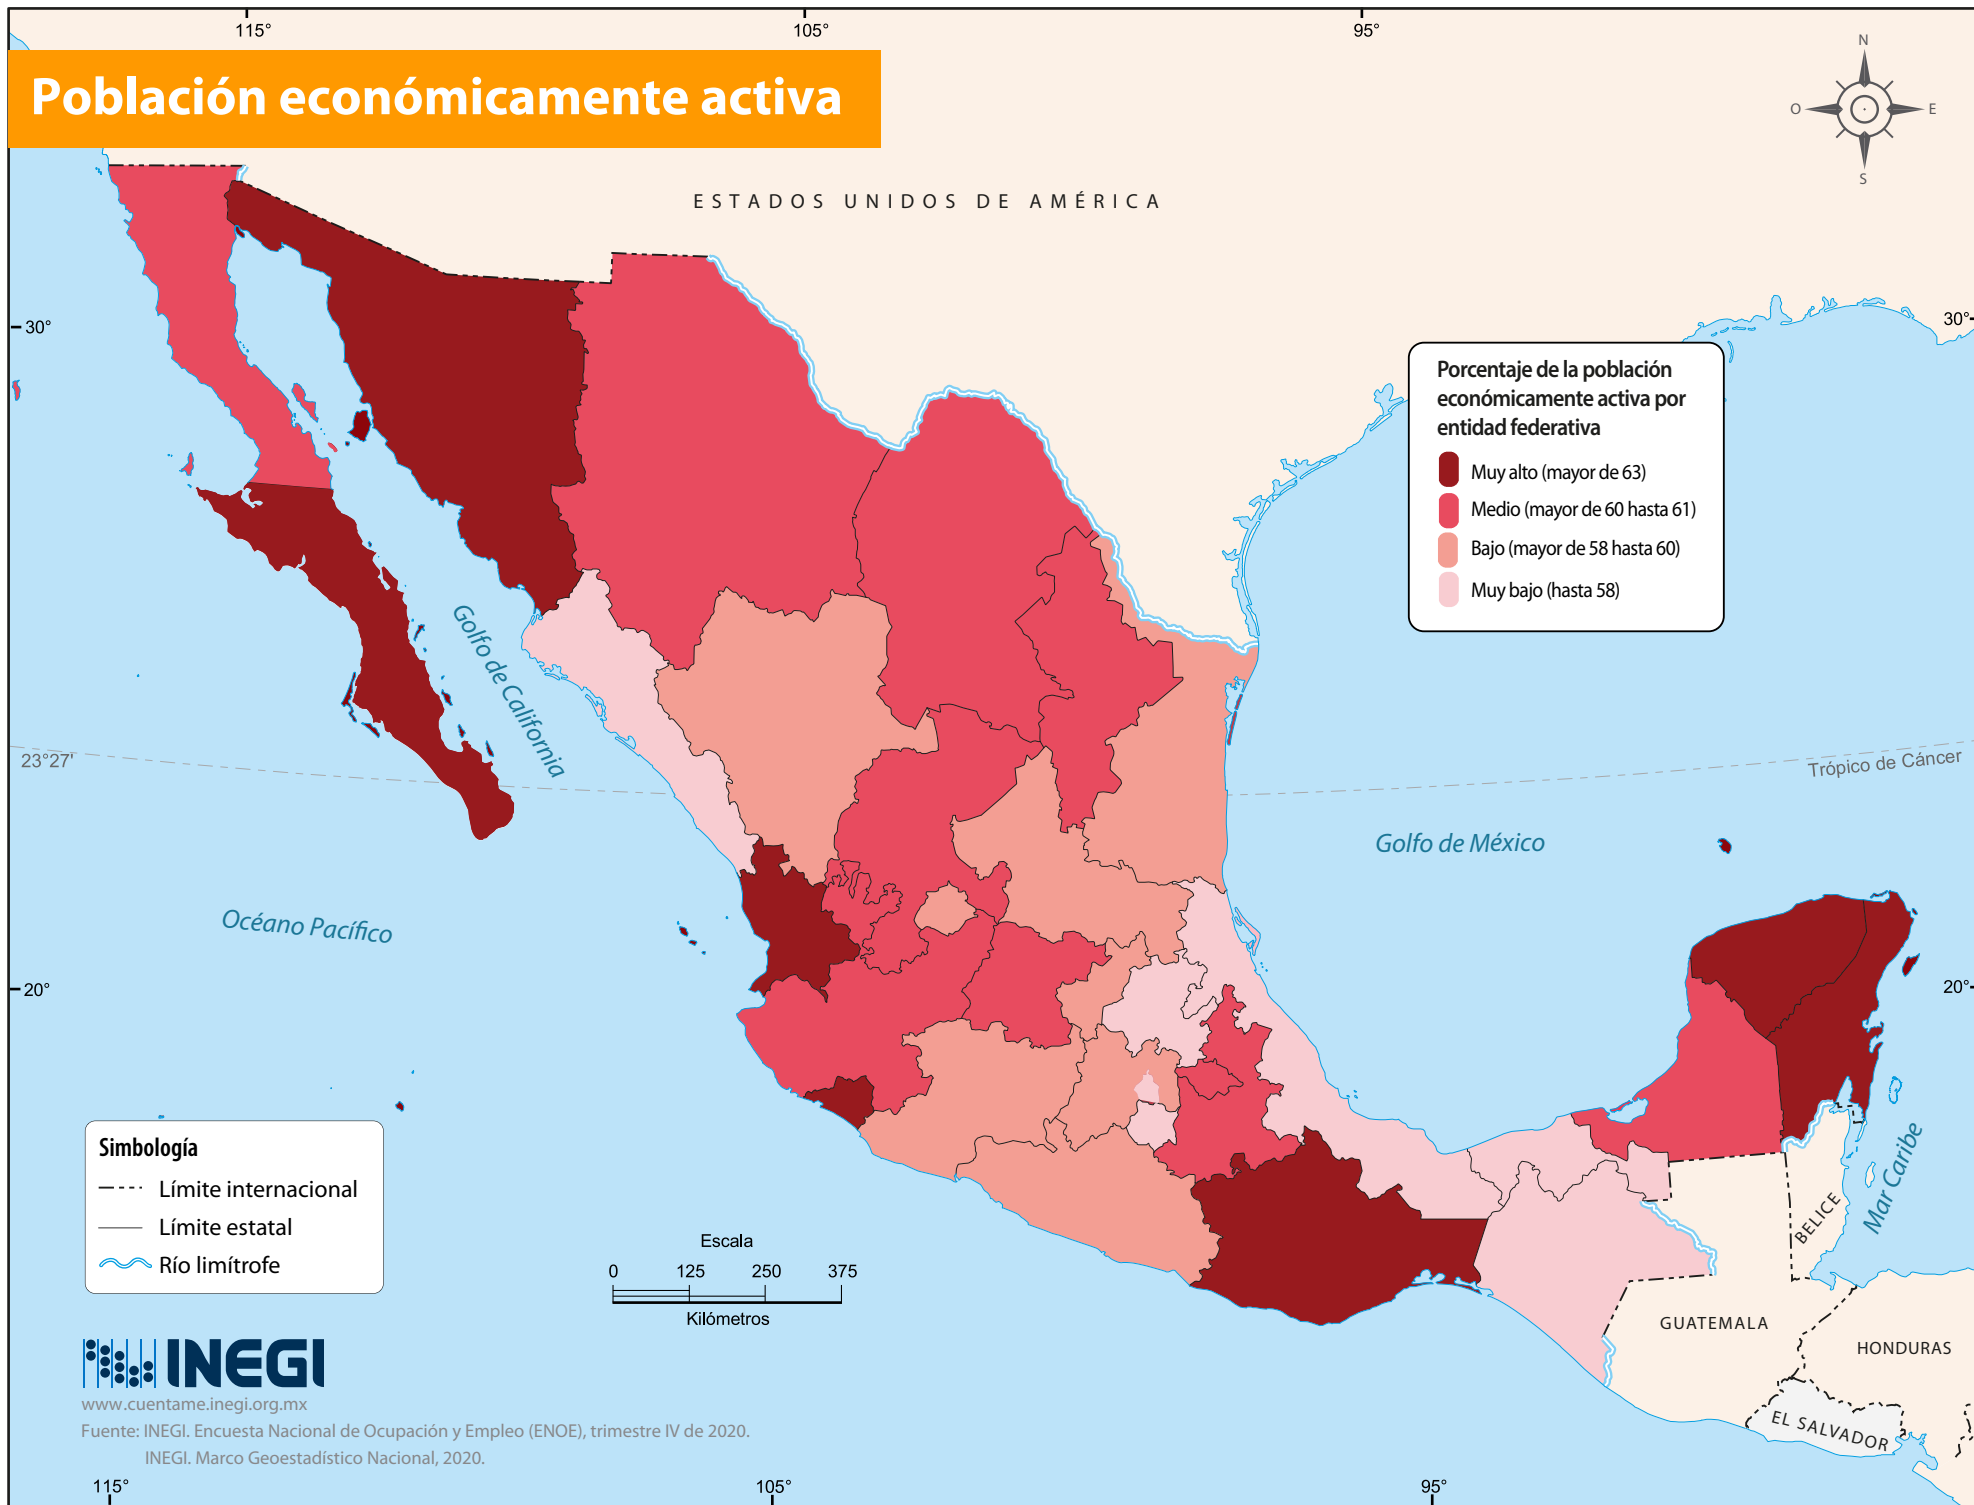 115°
105°
95°
Población económicamente activa
N
O
E
S
ESTADOS UNIDOS DE AMÉRICA
30°
30°
Porcentaje de la población
económicamente activa por
entidad federativa
Muy alto (mayor de 63)
Medio (mayor de 60 hasta 61)
Bajo (mayor de 58 hasta 60)
Muy bajo (hasta 58)
Golfo de California
23°27'
Trópico de Cáncer
Golfo de México
Océano Pacífico
20°
20°
Simbología
Límite internacional
Límite estatal
Río limítrofe
Mar Caribe
BELICE
Escala
0 125 250 375
Kilómetros
GUATEMALA
HONDURAS
EL SALVADOR
INEGI
www.cuentame.inegi.org.mx
Fuente: INEGI. Encuesta Nacional de Ocupación y Empleo (ENOE), trimestre IV de 2020.
INEGI. Marco Geoestadístico Nacional, 2020.
115°
105°
95°